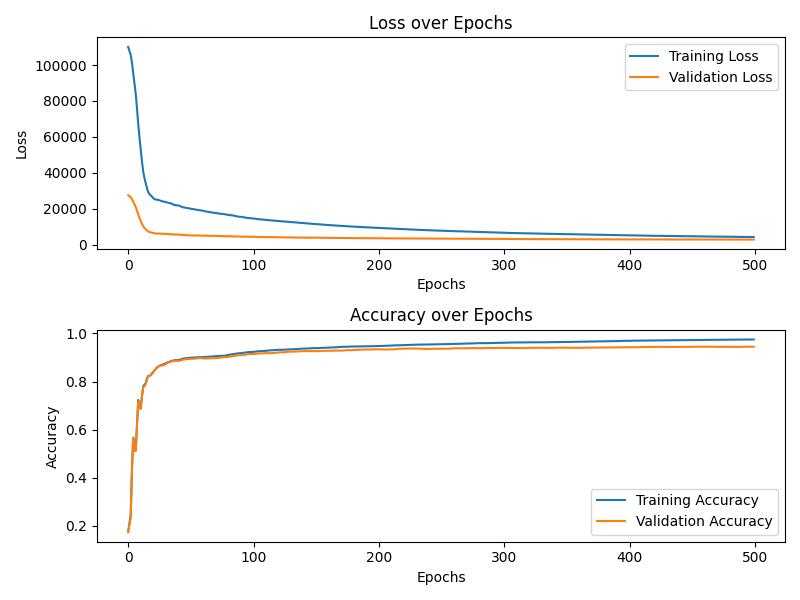 Loss over Epochs
100000
80000
60000
40000
20000
0
Loss
Training Loss
Validation Loss
0 100 200 300 400 500
Epochs
Accuracy over Epochs
1.0
0.8
0.6
0.4
0.2
Accuracy
Training Accuracy
Validation Accuracy
0 100 200 300 400 500
Epochs